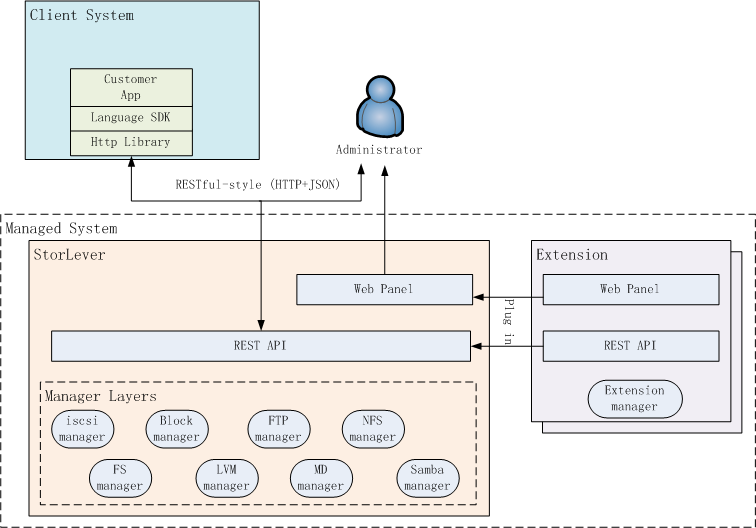 Client System
Customer
App
Language SDK
Http Library
Administrator
RESTful-style (HTTP+JSON)
Managed System
StorLever
Extension
Web Panel
Web Panel
Plug in
REST API
REST API
Manager Layers
Extension
manager
iscsi
manager
Block
manager
FTP
manager
NFS
manager
FS
manager
LVM
manager
MD
manager
Samba
manager